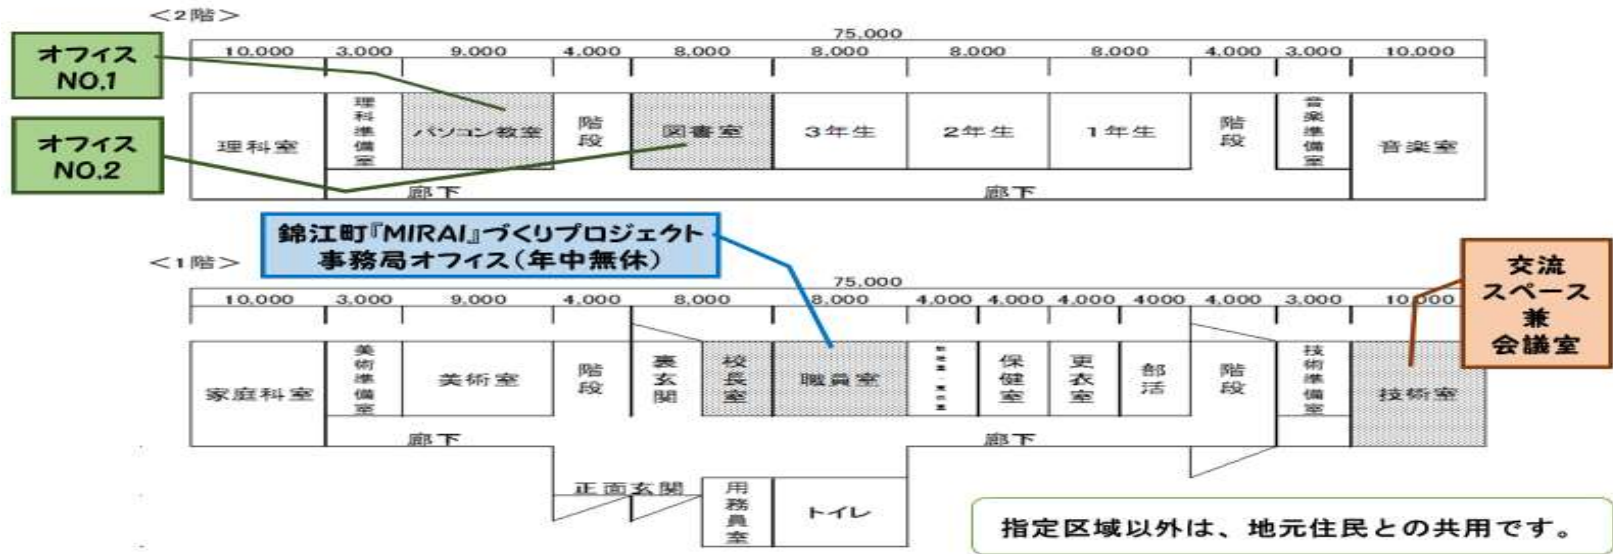 <2階>
75,000
10,000 3,000 9,000 4,000 8,000 8,000 8,000 8,000 4,000 3,000 10,000
オフィス
NO.1
オフィス
NO.2
理科室
理科準備室
パソコン教室
階段
図書室
3年生
2年生
1年生
階段
音楽準備室
音楽室
廊下
廊下
錦江町『MIRAI』づくりプロジェクト
事務局オフィス(年中無休)
<1階>
75,000
10,000 3,000 9,000 4,000 8,000 8,000 4,000 4,000 4,000 4000 4,000 3,000 10,000
交流
スペース
兼
会議室
家庭科室
美術準備室
美術室
階段
裏玄関
校長室
職員室
保健室
更衣室
部活
階段
技術準備室
技術室
廊下
廊下
正面玄関
用務員室
トイレ
指定区域以外は、地元住民との共用です。